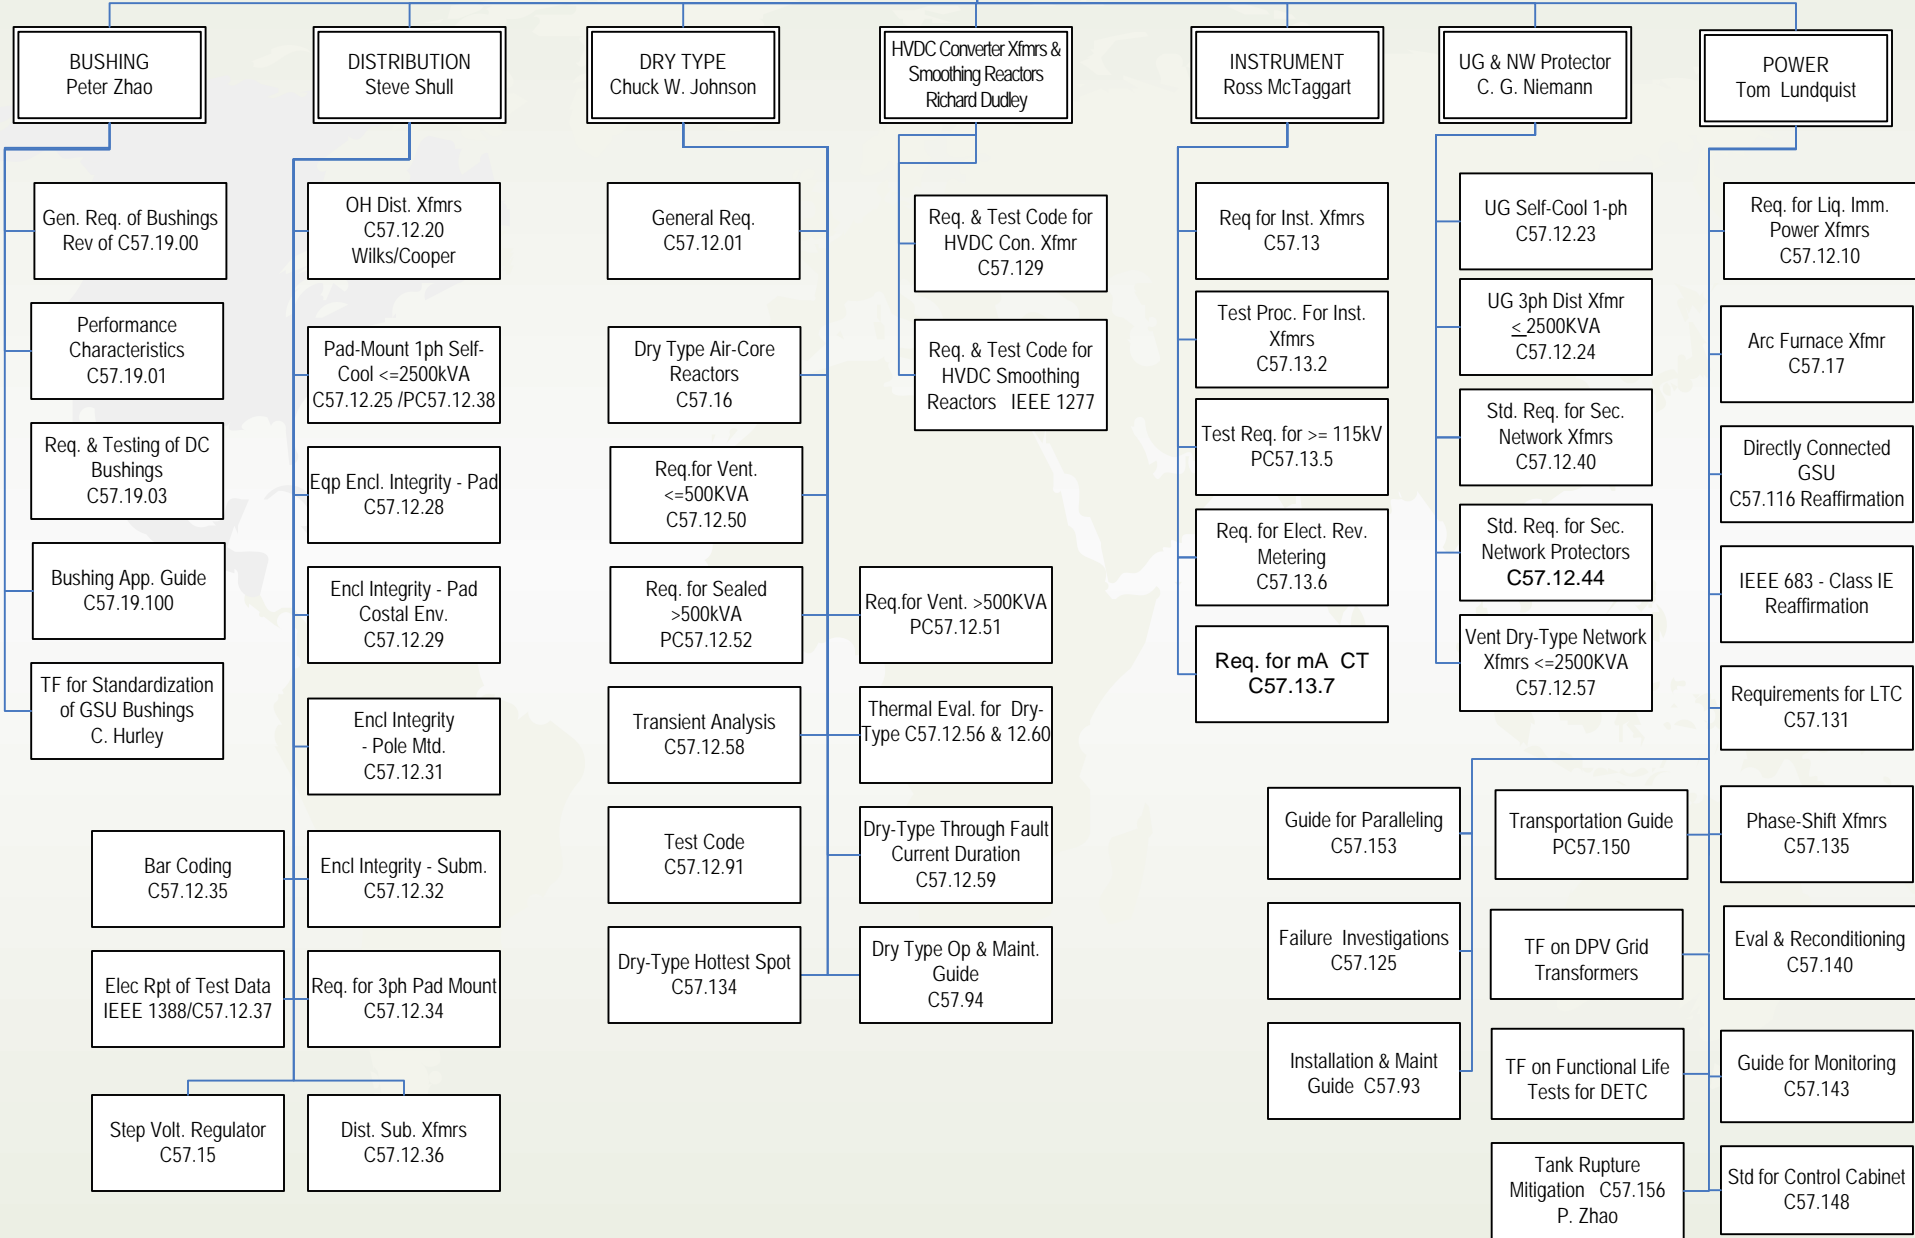 BUSHING
Peter Zhao
DISTRIBUTION
Steve Shull
DRY TYPE
Chuck W. Johnson
HVDC Converter Xfmrs &
Smoothing Reactors
Richard Dudley
INSTRUMENT
Ross McTaggart
UG & NW Protector
C. G. Niemann
POWER
Tom Lundquist
Gen. Req. of Bushings
Rev of C57.19.00
Performance
Characteristics
C57.19.01
Req. & Testing of DC
Bushings
C57.19.03
Bushing App. Guide
C57.19.100
TF for Standardization
of GSU Bushings
C. Hurley
OH Dist. Xfmrs
C57.12.20
Wilks/Cooper
Pad-Mount 1ph Self-
Cool <=2500kVA
C57.12.25 /PC57.12.38
Eqp Encl. Integrity - Pad
C57.12.28
Encl Integrity - Pad
Costal Env.
C57.12.29
Encl Integrity
- Pole Mtd.
C57.12.31
Bar Coding
C57.12.35
Encl Integrity - Subm.
C57.12.32
Elec Rpt of Test Data
IEEE 1388/C57.12.37
Req. for 3ph Pad Mount
C57.12.34
Step Volt. Regulator
C57.15
Dist. Sub. Xfmrs
C57.12.36
General Req.
C57.12.01
Dry Type Air-Core
Reactors
C57.16
Req.for Vent.
<=500KVA
C57.12.50
Req. for Sealed
>500kVA
PC57.12.52
Req.for Vent. >500KVA
PC57.12.51
Transient Analysis
C57.12.58
Thermal Eval. for Dry-
Type C57.12.56 & 12.60
Test Code
C57.12.91
Dry-Type Through Fault
Current Duration
C57.12.59
Dry-Type Hottest Spot
C57.134
Dry Type Op & Maint.
Guide
C57.94
Req. & Test Code for
HVDC Con. Xfmr
C57.129
Req. & Test Code for
HVDC Smoothing
Reactors IEEE 1277
Req for Inst. Xfmrs
C57.13
Test Proc. For Inst.
Xfmrs
C57.13.2
Test Req. for >= 115kV
PC57.13.5
Req. for Elect. Rev.
Metering
C57.13.6
Req. for mA CT
C57.13.7
UG Self-Cool 1-ph
C57.12.23
UG 3ph Dist Xfmr
< 2500KVA
C57.12.24
Std. Req. for Sec.
Network Xfmrs
C57.12.40
Std. Req. for Sec.
Network Protectors
C57.12.44
Vent Dry-Type Network
Xfmrs <=2500KVA
C57.12.57
Req. for Liq. Imm.
Power Xfmrs
C57.12.10
Arc Furnace Xfmr
C57.17
Directly Connected
GSU
C57.116 Reaffirmation
IEEE 683 - Class IE
Reaffirmation
Requirements for LTC
C57.131
Guide for Paralleling
C57.153
Transportation Guide
PC57.150
Phase-Shift Xfmrs
C57.135
Failure Investigations
C57.125
TF on DPV Grid
Transformers
Eval & Reconditioning
C57.140
Installation & Maint
Guide C57.93
TF on Functional Life
Tests for DETC
Guide for Monitoring
C57.143
Tank Rupture
Mitigation C57.156
P. Zhao
Std for Control Cabinet
C57.148